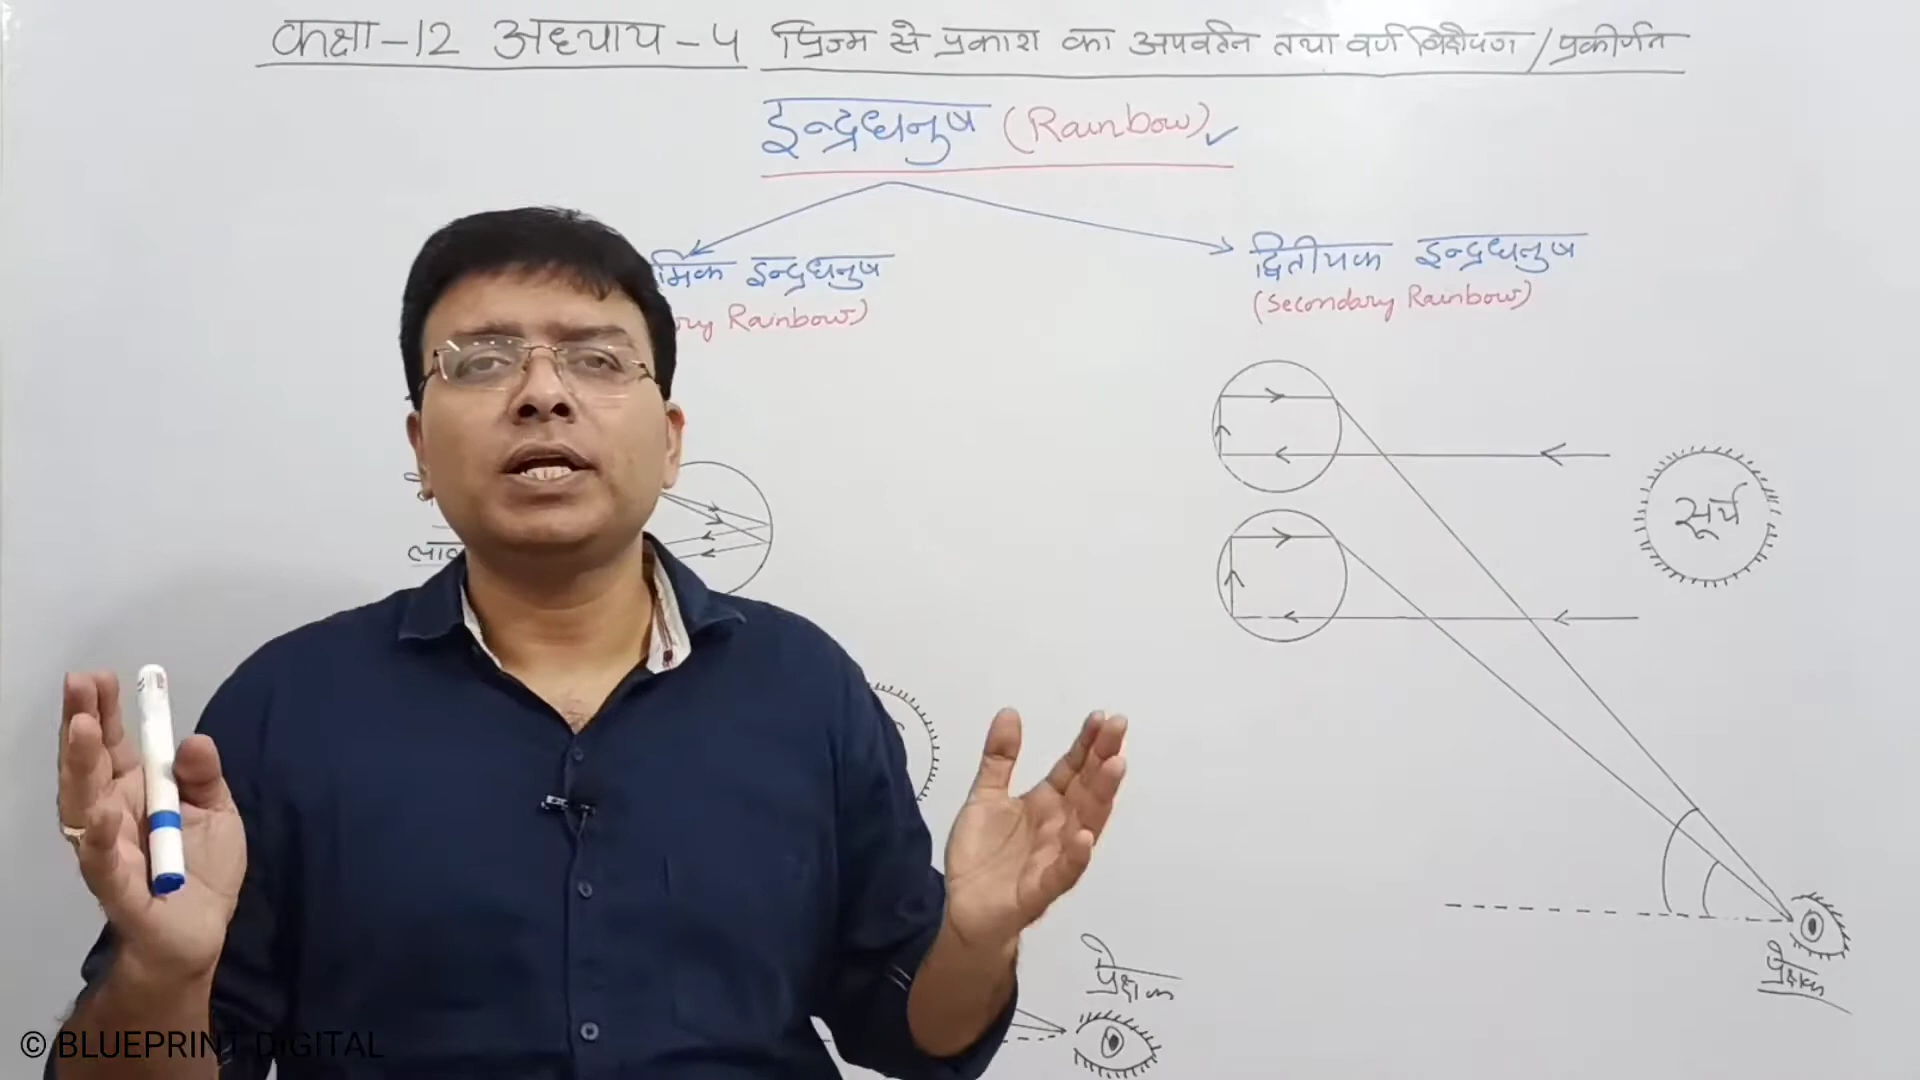 कक्षा-12 अध्याय-4 प्रिज्म से प्रकाश का अपवर्तन तथा वर्ण विक्षेपण / प्रकीर्णन
इन्द्रधनुष (Rainbow)
मिक इन्द्रधनुष
ry Rainbow)
द्वितीयक इन्द्रधनुष
(Secondary Rainbow)
सूर्य
प्रेक्षक
प्रेक्षक
© BLUEPRINT DIGITAL